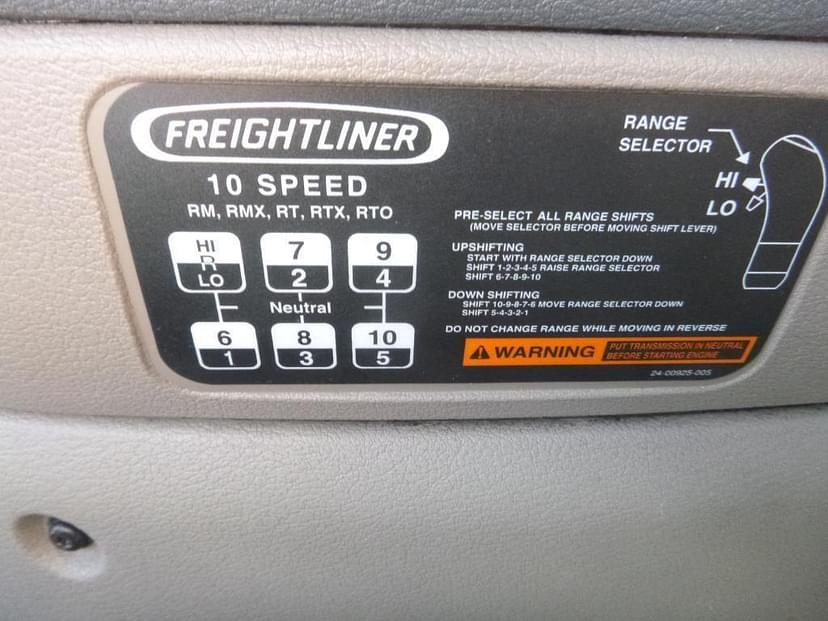 FREIGHTLINER
10 SPEED
RM, RMX, RT, RTX, RTO
HI
R
LO
7
2
9
4
Neutral
6
1
8
3
10
5
RANGE
SELECTOR
HI
LO
PRE-SELECT ALL RANGE SHIFTS
(MOVE SELECTOR BEFORE MOVING SHIFT LEVER)
UPSHIFTING
START WITH RANGE SELECTOR DOWN
SHIFT 1-2-3-4-5 RAISE RANGE SELECTOR
SHIFT 6-7-8-9-10
DOWN SHIFTING
SHIFT 10-9-8-7-6 MOVE RANGE SELECTOR DOWN
SHIFT 5-4-3-2-1
DO NOT CHANGE RANGE WHILE MOVING IN REVERSE
WARNING
PUT TRANSMISSION IN NEUTRAL
BEFORE STARTING ENGINE
24-00925-005